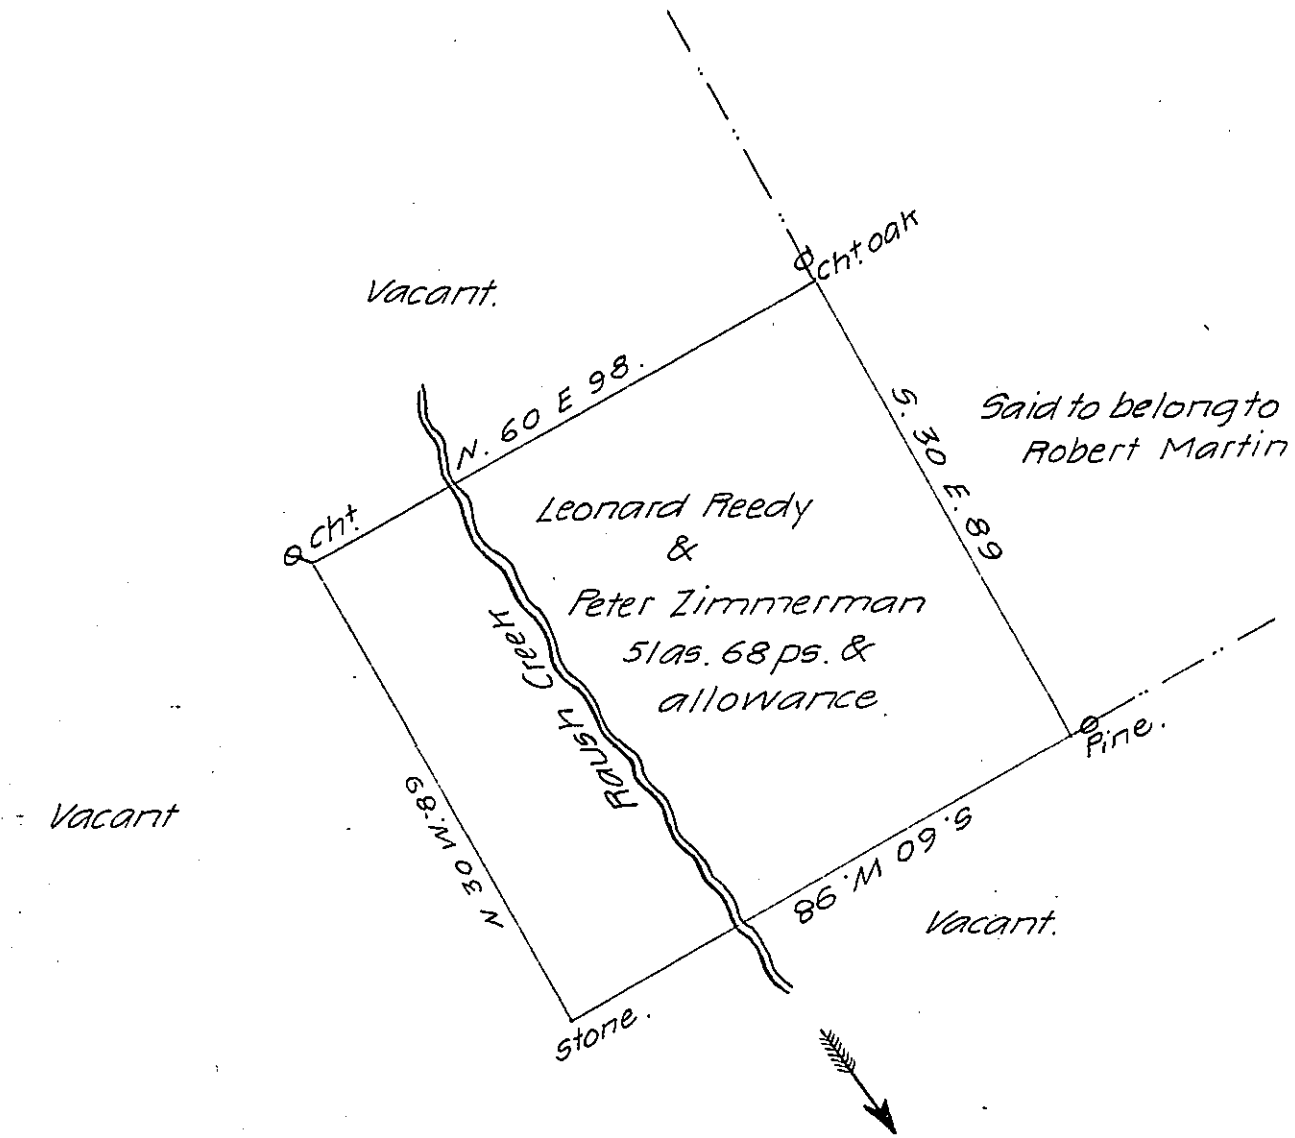 cht. oak
Vacant.
N. 60 E 98.
S. 30 E. 89
Said to belong to
Robert Martin
cht.
Leonard Reedy
&
Peter Zimmerman
51as. 68 ps. &
allowance
Raush Creek
Pine.
Vacant
N 30 W. 89
S. 60 W. 98
Vacant.
Stone.